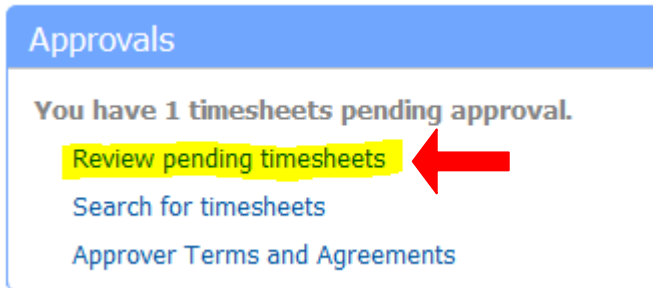 Approvals
You have 1 timesheets pending approval.
Review pending timesheets
Search for timesheets
Approver Terms and Agreements